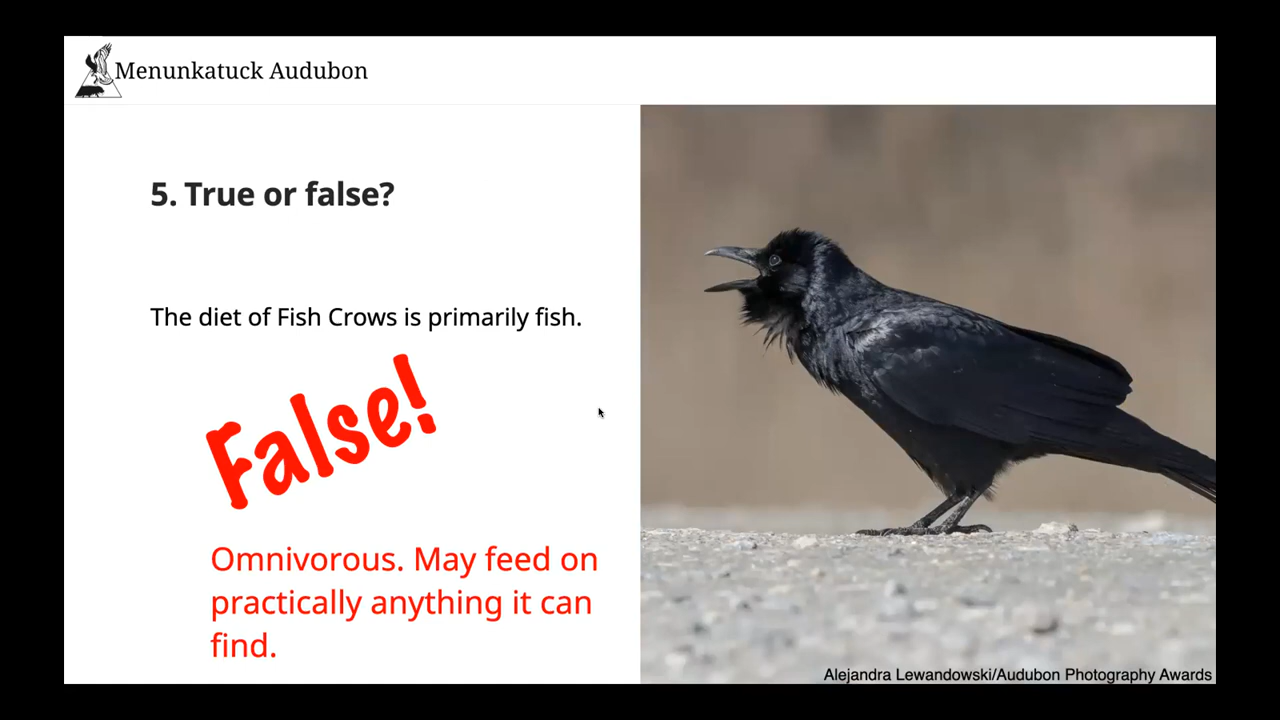 Menunkatuck Audubon
5. True or false?
The diet of Fish Crows is primarily fish.
False!
Omnivorous. May feed on
practically anything it can
find.
Alejandra Lewandowski/Audubon Photography Awards